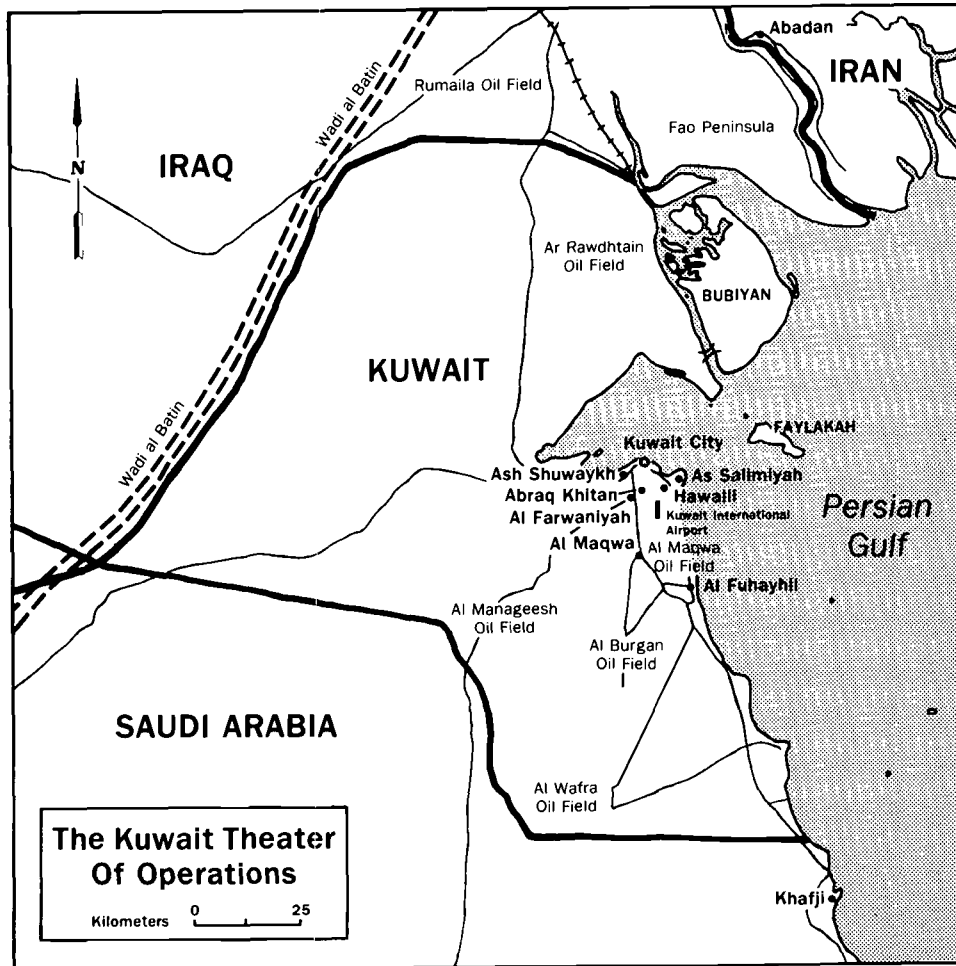 Abadan
IRAN
Wadi al Batin
Rumaila Oil Field
Fao Peninsula
IRAQ
N
Ar Rawdhtain
Oil Field
BUBIYAN
KUWAIT
Wadi al Batin
FAYLAKAH
Kuwait City
Ash Shuwaykh
As Salimiyah
Abraq Khitan
Hawalli
Al Farwaniyah
Kuwait International
Airport
Persian
Gulf
Al Maqwa
Al Maqwa
Oil Field
Al Fuhayhil
Al Manageesh
Oil Field
Al Burgan
Oil Field
SAUDI ARABIA
Al Wafra
Oil Field
The Kuwait Theater
Of Operations
Kilometers 0 25
Khafji